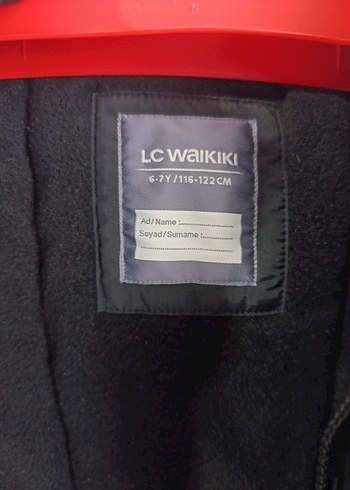 LC WAIKIKI
6-7Y/116-122CM
Ad/Name :
Soyad/Surname :